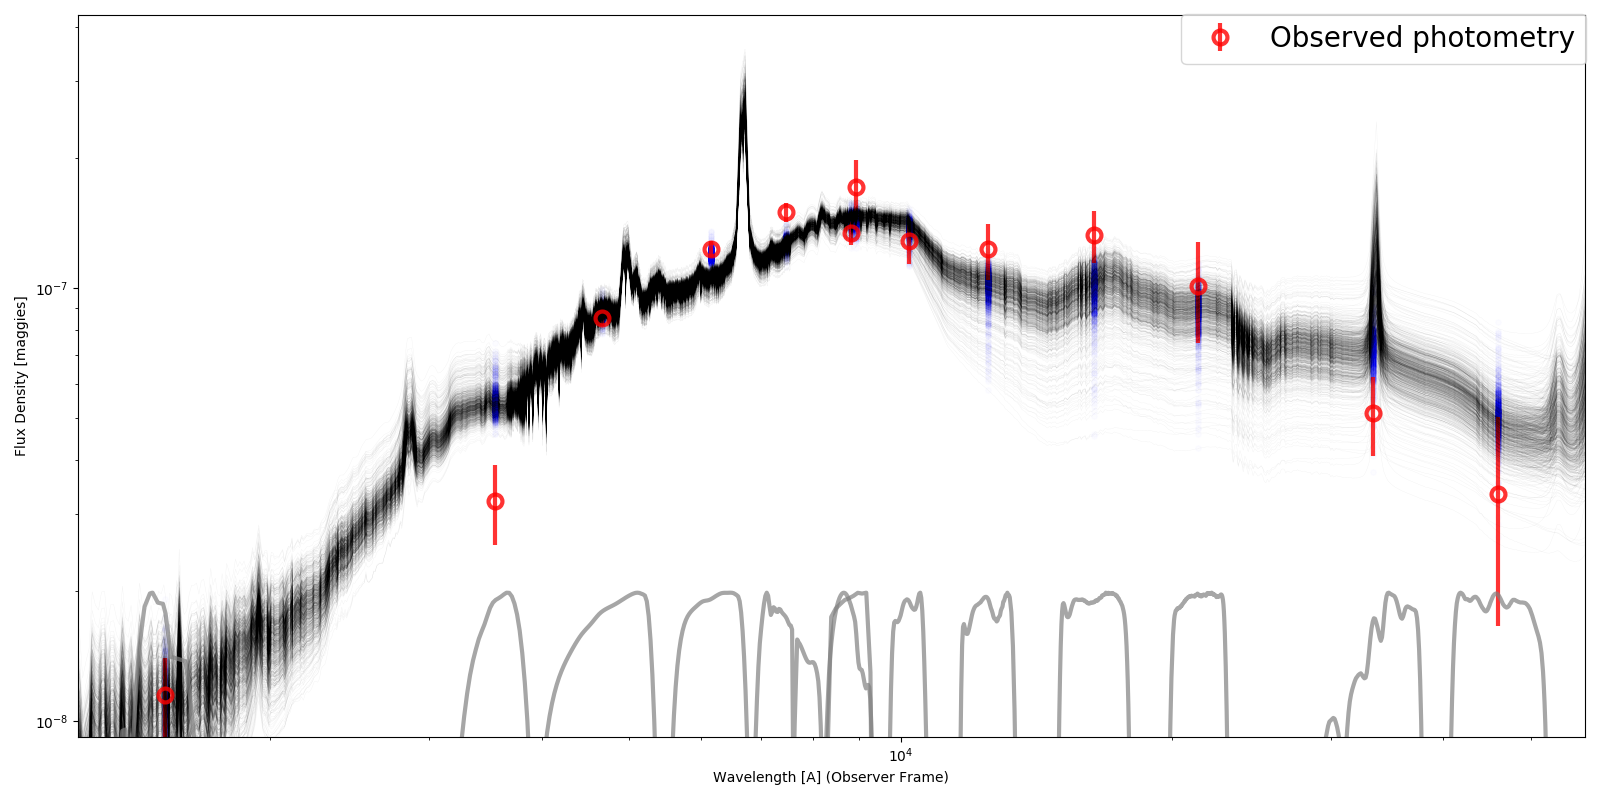 Observed photometry
Flux Density [maggies]
10⁻⁷
10⁻⁸
10⁴
Wavelength [A] (Observer Frame)